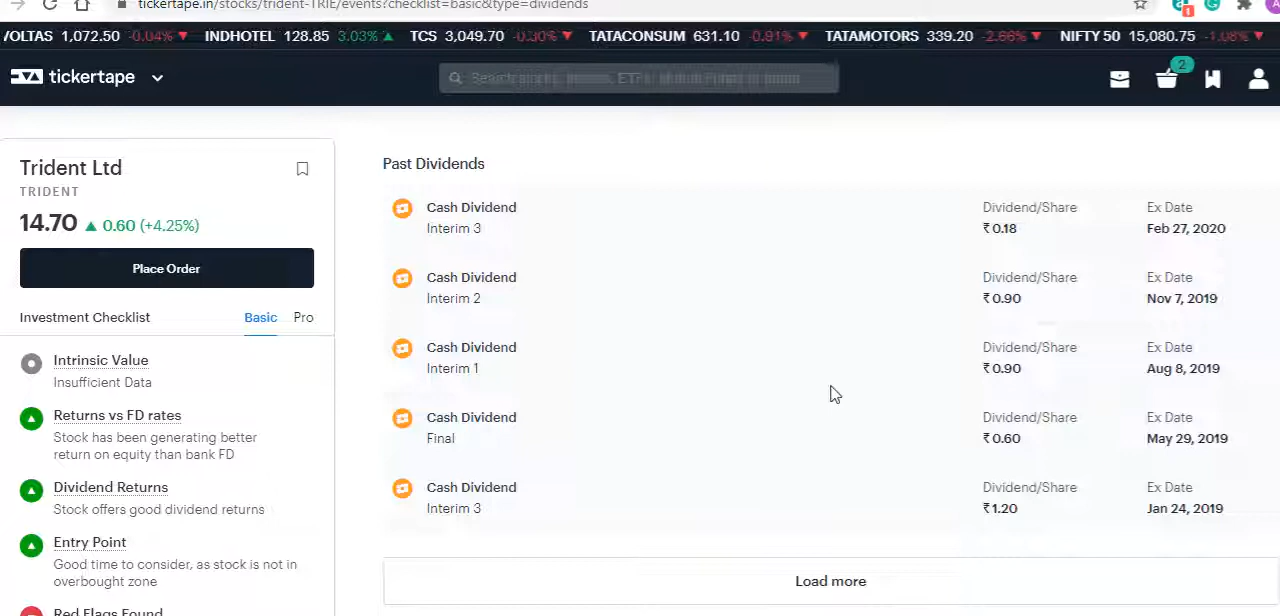 tickertape.in/stocks/trident-TRIE/events?checklist=basic&type=dividends
/OLTAS 1,072.50 -0.04% ▼ INDHOTEL 128.85 3.03% ▲ TCS 3,049.70 -0.30% ▼ TATACONSUM 631.10 -0.91% ▼ TATAMOTORS 339.20 -2.66% ▼ NIFTY 50 15,080.75 -1.08% ▼
tickertape
2
Trident Ltd
TRIDENT
14.70 ▲ 0.60 (+4.25%)
Place Order
Investment Checklist Basic Pro
Intrinsic Value
Insufficient Data
Returns vs FD rates
Stock has been generating better
return on equity than bank FD
Dividend Returns
Stock offers good dividend returns
Entry Point
Good time to consider, as stock is not in
overbought zone
Red Flags Found
Past Dividends
Cash Dividend Dividend/Share Ex Date
Interim 3 ₹0.18 Feb 27, 2020
Cash Dividend Dividend/Share Ex Date
Interim 2 ₹0.90 Nov 7, 2019
Cash Dividend Dividend/Share Ex Date
Interim 1 ₹0.90 Aug 8, 2019
Cash Dividend Dividend/Share Ex Date
Final ₹0.60 May 29, 2019
Cash Dividend Dividend/Share Ex Date
Interim 3 ₹1.20 Jan 24, 2019
Load more